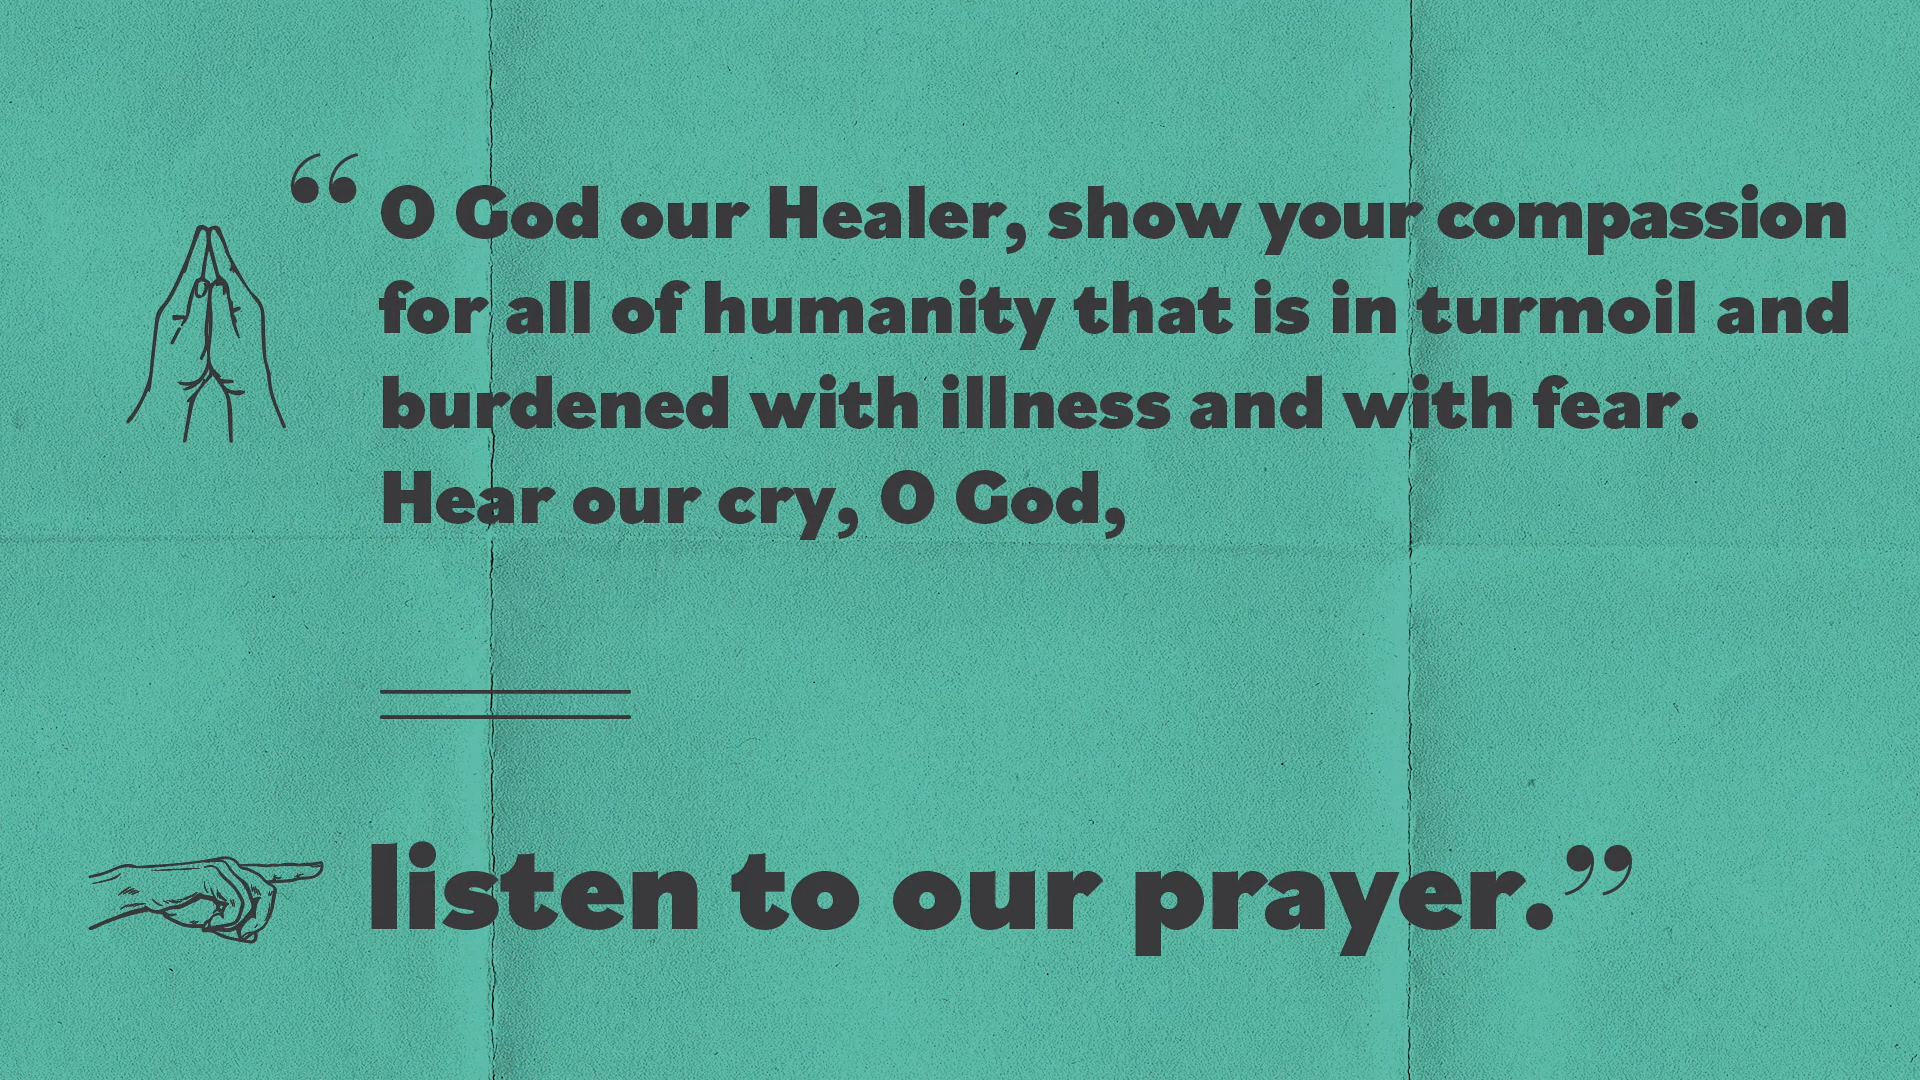 “O God our Healer, show your compassion
for all of humanity that is in turmoil and
burdened with illness and with fear.
Hear our cry, O God,
listen to our prayer.”